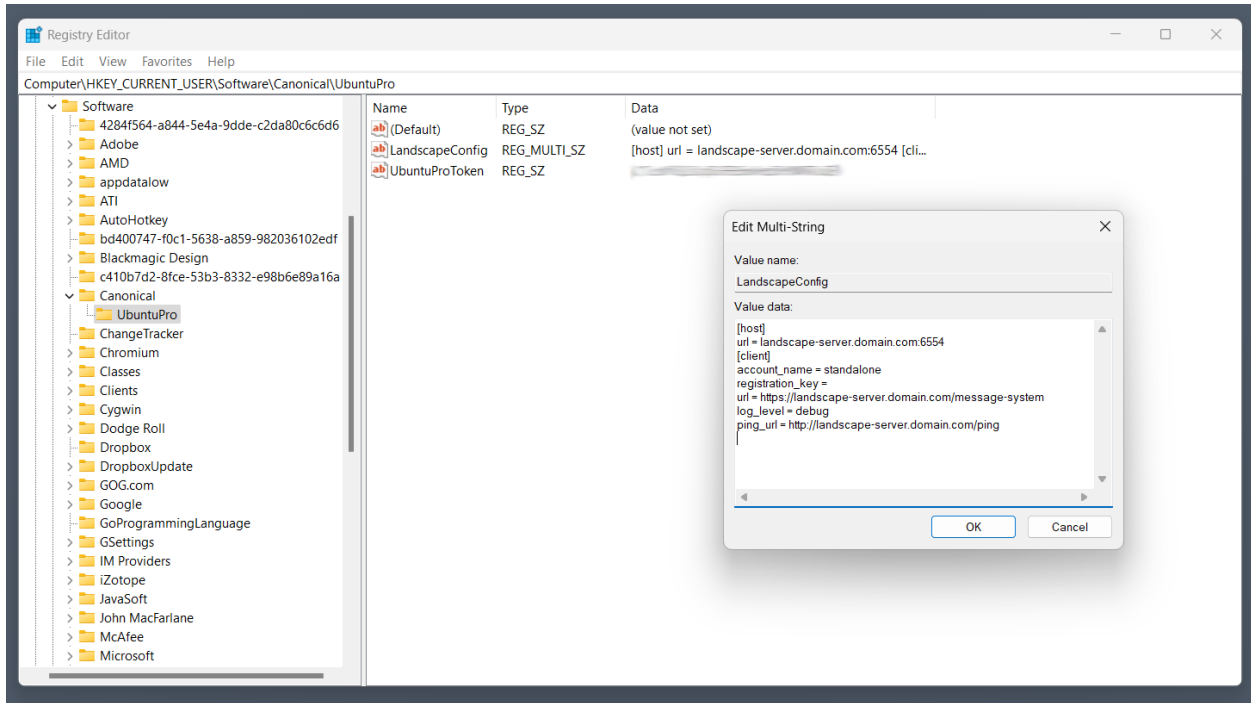 Registry Editor
File Edit View Favorites Help
Computer\HKEY_CURRENT_USER\Software\Canonical\UbuntuPro
Software
4284f564-a844-5e4a-9dde-c2da80c6c6d6
Adobe
AMD
appdatalow
ATI
AutoHotkey
bd400747-f0c1-5638-a859-982036102edf
Blackmagic Design
c410b7d2-8fce-53b3-8332-e98b6e89a16a
Canonical
UbuntuPro
ChangeTracker
Chromium
Classes
Clients
Cygwin
Dodge Roll
Dropbox
DropboxUpdate
GOG.com
Google
GoProgrammingLanguage
GSettings
IM Providers
iZotope
JavaSoft
John MacFarlane
McAfee
Microsoft
Name Type Data
(Default) REG_SZ (value not set)
LandscapeConfig REG_MULTI_SZ [host] url = landscape-server.domain.com:6554 [cli...
UbuntuProToken REG_SZ
Edit Multi-String
Value name:
LandscapeConfig
Value data:
[host]
url = landscape-server.domain.com:6554
[client]
account_name = standalone
registration_key =
url = https://landscape-server.domain.com/message-system
log_level = debug
ping_url = http://landscape-server.domain.com/ping
OK Cancel